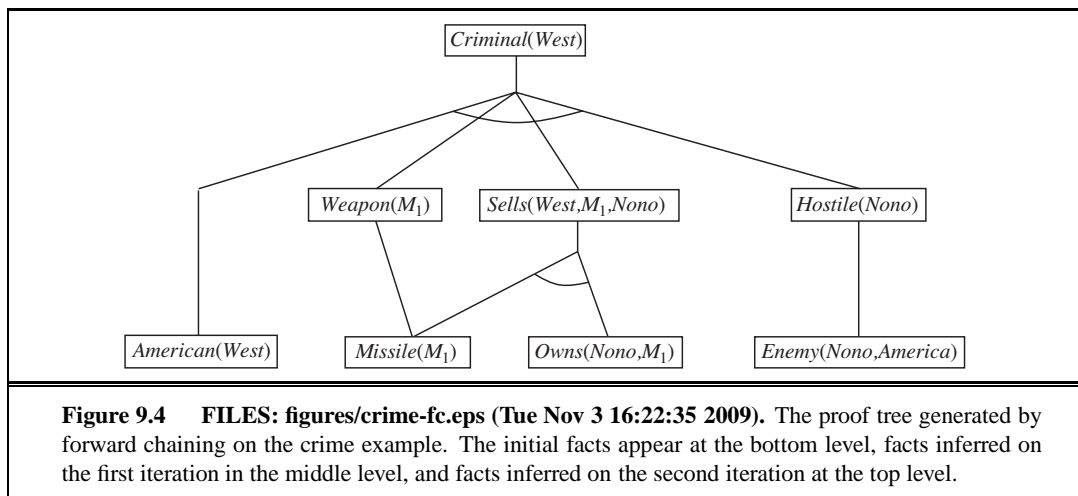 Criminal(West)
Weapon(M₁) Sells(West,M₁,Nono) Hostile(Nono)
American(West) Missile(M₁) Owns(Nono,M₁) Enemy(Nono,America)
Figure 9.4 FILES: figures/crime-fc.eps (Tue Nov 3 16:22:35 2009). The proof tree generated by
forward chaining on the crime example. The initial facts appear at the bottom level, facts inferred on
the first iteration in the middle level, and facts inferred on the second iteration at the top level.